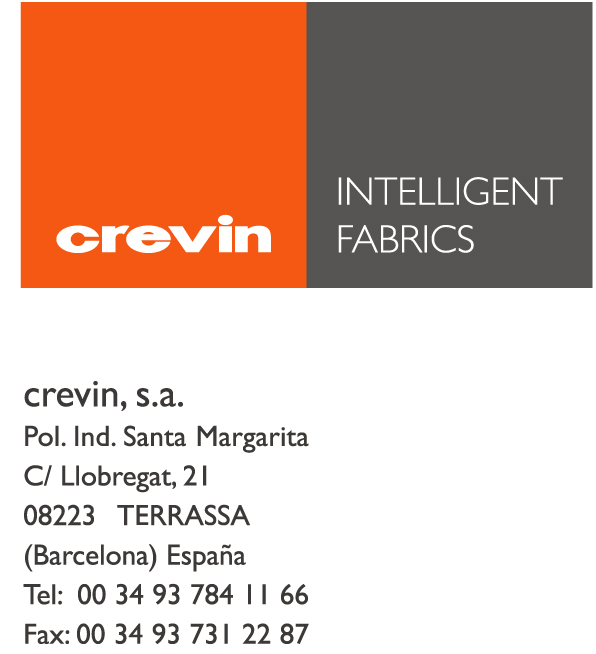 crevin
INTELLIGENT
FABRICS
crevin, s.a.
Pol. Ind. Santa Margarita
C/ Llobregat, 21
08223 TERRASSA
(Barcelona) España
Tel: 00 34 93 784 11 66
Fax: 00 34 93 731 22 87